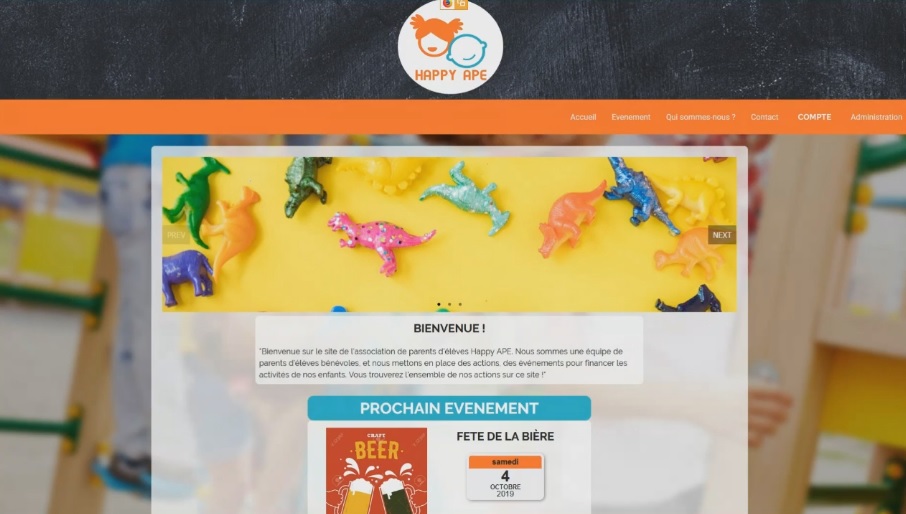 HAPPY APE
Accueil Evenement Qui sommes-nous ? Contact COMPTE Administration
PREV
NEXT
BIENVENUE !
"Bienvenue sur le site de l'association de parents d'élèves Happy APE. Nous sommes une équipe de
parents d'élèves bénévoles, et nous mettons en place des actions, des événements pour financer les
activités de nos enfants. Vous trouverez l'ensemble de nos actions sur ce site !"
PROCHAIN EVENEMENT
CRAFT
BEER
FETE DE LA BIÈRE
samedi
4
OCTOBRE
2019